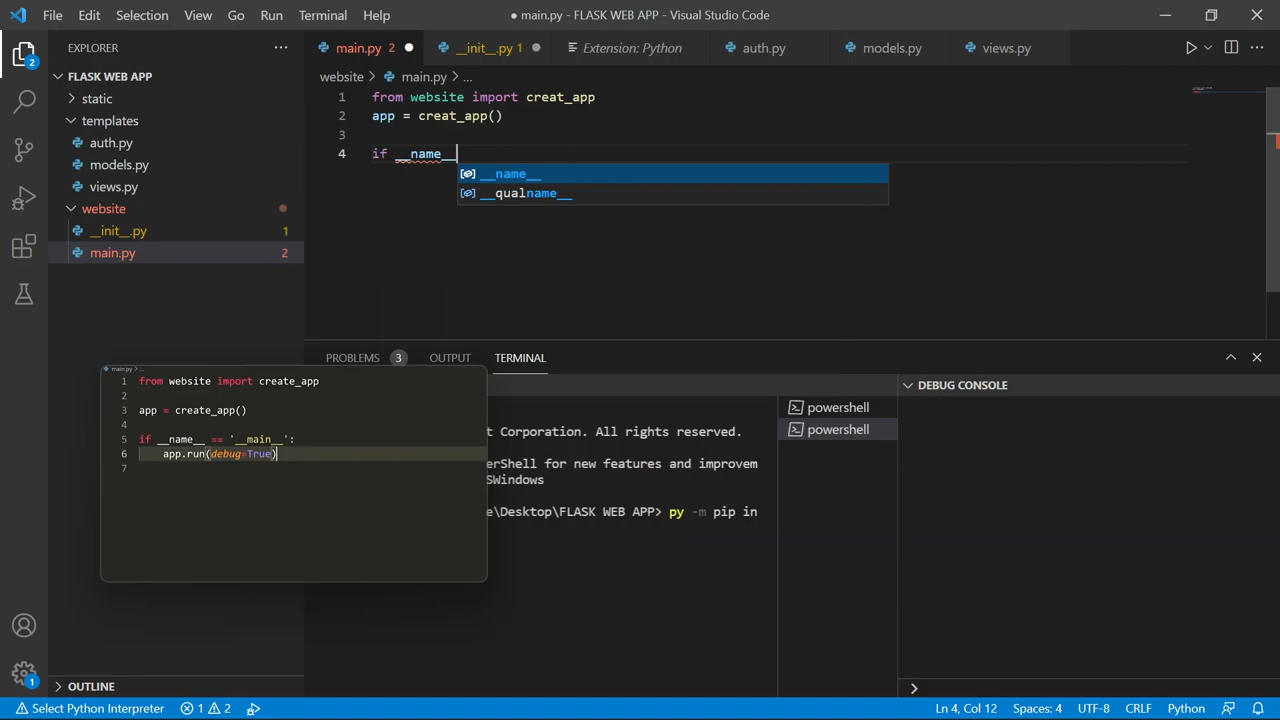 File Edit Selection View Go Run Terminal Help
● main.py - FLASK WEB APP - Visual Studio Code
EXPLORER
FLASK WEB APP
static
templates
auth.py
models.py
views.py
website
__init__.py 1
main.py 2
OUTLINE
2
1
main.py 2 ● __init__.py 1 ● Extension: Python auth.py models.py views.py
website > main.py > ...
1 from website import creat_app
2 app = creat_app()
3
4 if __name__
__name__
__qualname__
PROBLEMS 3 OUTPUT TERMINAL
t Corporation. All rights reserved.
erShell for new features and improvem
SWindows
e\Desktop\FLASK WEB APP> py -m pip in
powershell
powershell
DEBUG CONSOLE
main.py > ...
1 from website import create_app
2
3 app = create_app()
4
5 if __name__ == '__main__':
6 app.run(debug=True)
7
Select Python Interpreter 1 2
Ln 4, Col 12 Spaces: 4 UTF-8 CRLF Python